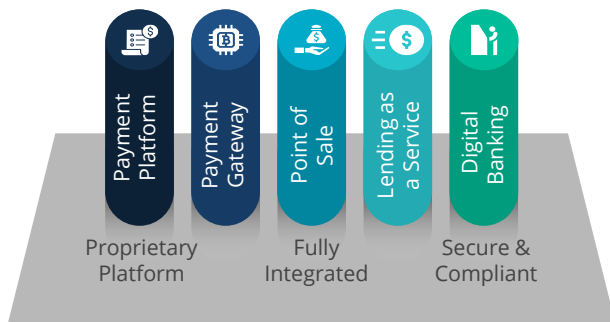 Payment
Platform
Payment
Gateway
Point of
Sale
Lending as
a Service
Digital
Banking
Proprietary
Platform
Fully
Integrated
Secure &
Compliant